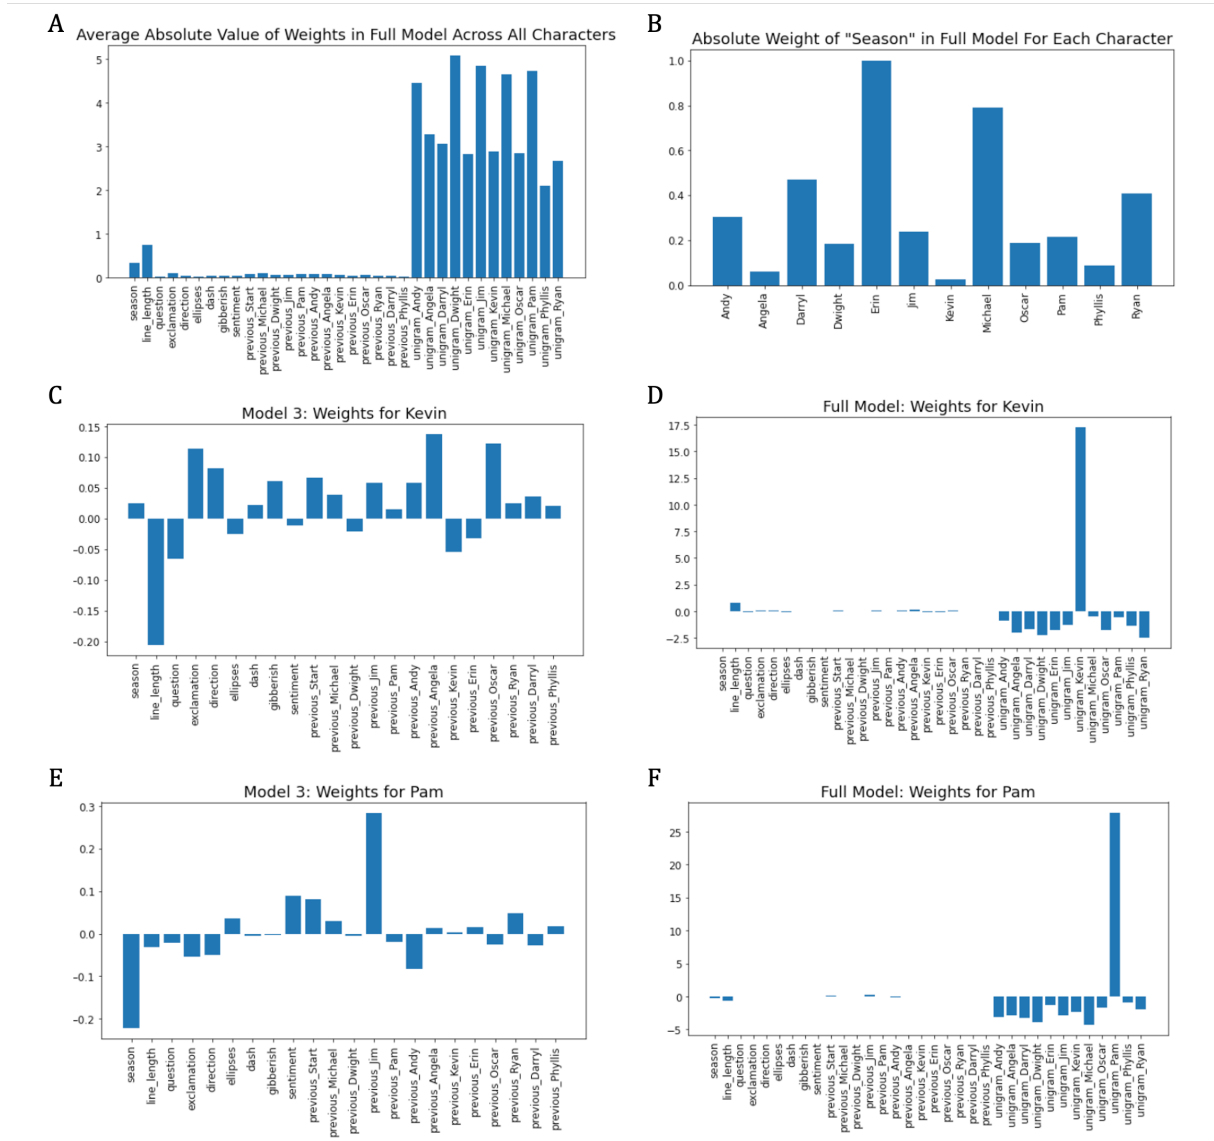 A
Average Absolute Value of Weights in Full Model Across All Characters
5
4
3
2
1
0
season
line_length
question
exclamation
direction
ellipses
dash
gibberish
sentiment
previous_Start
previous_Michael
previous_Dwight
previous_Jim
previous_Pam
previous_Andy
previous_Angela
previous_Kevin
previous_Erin
previous_Oscar
previous_Ryan
previous_Darryl
previous_Phyllis
unigram_Andy
unigram_Angela
unigram_Darryl
unigram_Dwight
unigram_Erin
unigram_Jim
unigram_Kevin
unigram_Michael
unigram_Oscar
unigram_Pam
unigram_Phyllis
unigram_Ryan
B
Absolute Weight of "Season" in Full Model For Each Character
1.0
0.8
0.6
0.4
0.2
0.0
Andy
Angela
Darryl
Dwight
Erin
Jim
Kevin
Michael
Oscar
Pam
Phyllis
Ryan
C
Model 3: Weights for Kevin
0.15
0.10
0.05
0.00
−0.05
−0.10
−0.15
−0.20
season
line_length
question
exclamation
direction
ellipses
dash
gibberish
sentiment
previous_Start
previous_Michael
previous_Dwight
previous_Jim
previous_Pam
previous_Andy
previous_Angela
previous_Kevin
previous_Erin
previous_Oscar
previous_Ryan
previous_Darryl
previous_Phyllis
D
Full Model: Weights for Kevin
17.5
15.0
12.5
10.0
7.5
5.0
2.5
0.0
−2.5
season
line_length
question
exclamation
direction
ellipses
dash
gibberish
sentiment
previous_Start
previous_Michael
previous_Dwight
previous_Jim
previous_Pam
previous_Andy
previous_Angela
previous_Kevin
previous_Erin
previous_Oscar
previous_Ryan
previous_Darryl
previous_Phyllis
unigram_Andy
unigram_Angela
unigram_Darryl
unigram_Dwight
unigram_Erin
unigram_Jim
unigram_Kevin
unigram_Michael
unigram_Oscar
unigram_Pam
unigram_Phyllis
unigram_Ryan
E
Model 3: Weights for Pam
0.3
0.2
0.1
0.0
−0.1
−0.2
season
line_length
question
exclamation
direction
ellipses
dash
gibberish
sentiment
previous_Start
previous_Michael
previous_Dwight
previous_Jim
previous_Pam
previous_Andy
previous_Angela
previous_Kevin
previous_Erin
previous_Oscar
previous_Ryan
previous_Darryl
previous_Phyllis
F
Full Model: Weights for Pam
25
20
15
10
5
0
−5
season
line_length
question
exclamation
direction
ellipses
dash
gibberish
sentiment
previous_Start
previous_Michael
previous_Dwight
previous_Jim
previous_Pam
previous_Andy
previous_Angela
previous_Kevin
previous_Erin
previous_Oscar
previous_Ryan
previous_Darryl
previous_Phyllis
unigram_Andy
unigram_Angela
unigram_Darryl
unigram_Dwight
unigram_Erin
unigram_Jim
unigram_Kevin
unigram_Michael
unigram_Oscar
unigram_Pam
unigram_Phyllis
unigram_Ryan